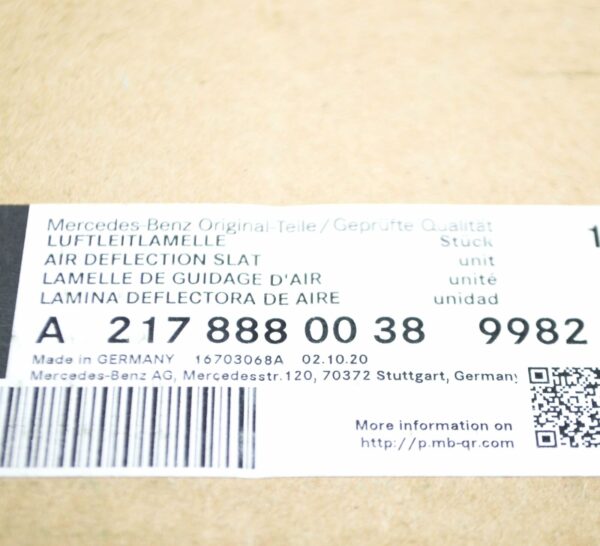 Mercedes-Benz Original-Teile/Geprüfte Qualität
LUFTLEITLAMELLE Stück 1
AIR DEFLECTION SLAT unit
LAMELLE DE GUIDAGE D'AIR unité
LAMINA DEFLECTORA DE AIRE unidad
A 217 888 00 38 9982
Made in GERMANY 16703068A 02.10.20
Mercedes-Benz AG, Mercedesstr.120, 70372 Stuttgart, Germany
More information on
http://p.mb-qr.com